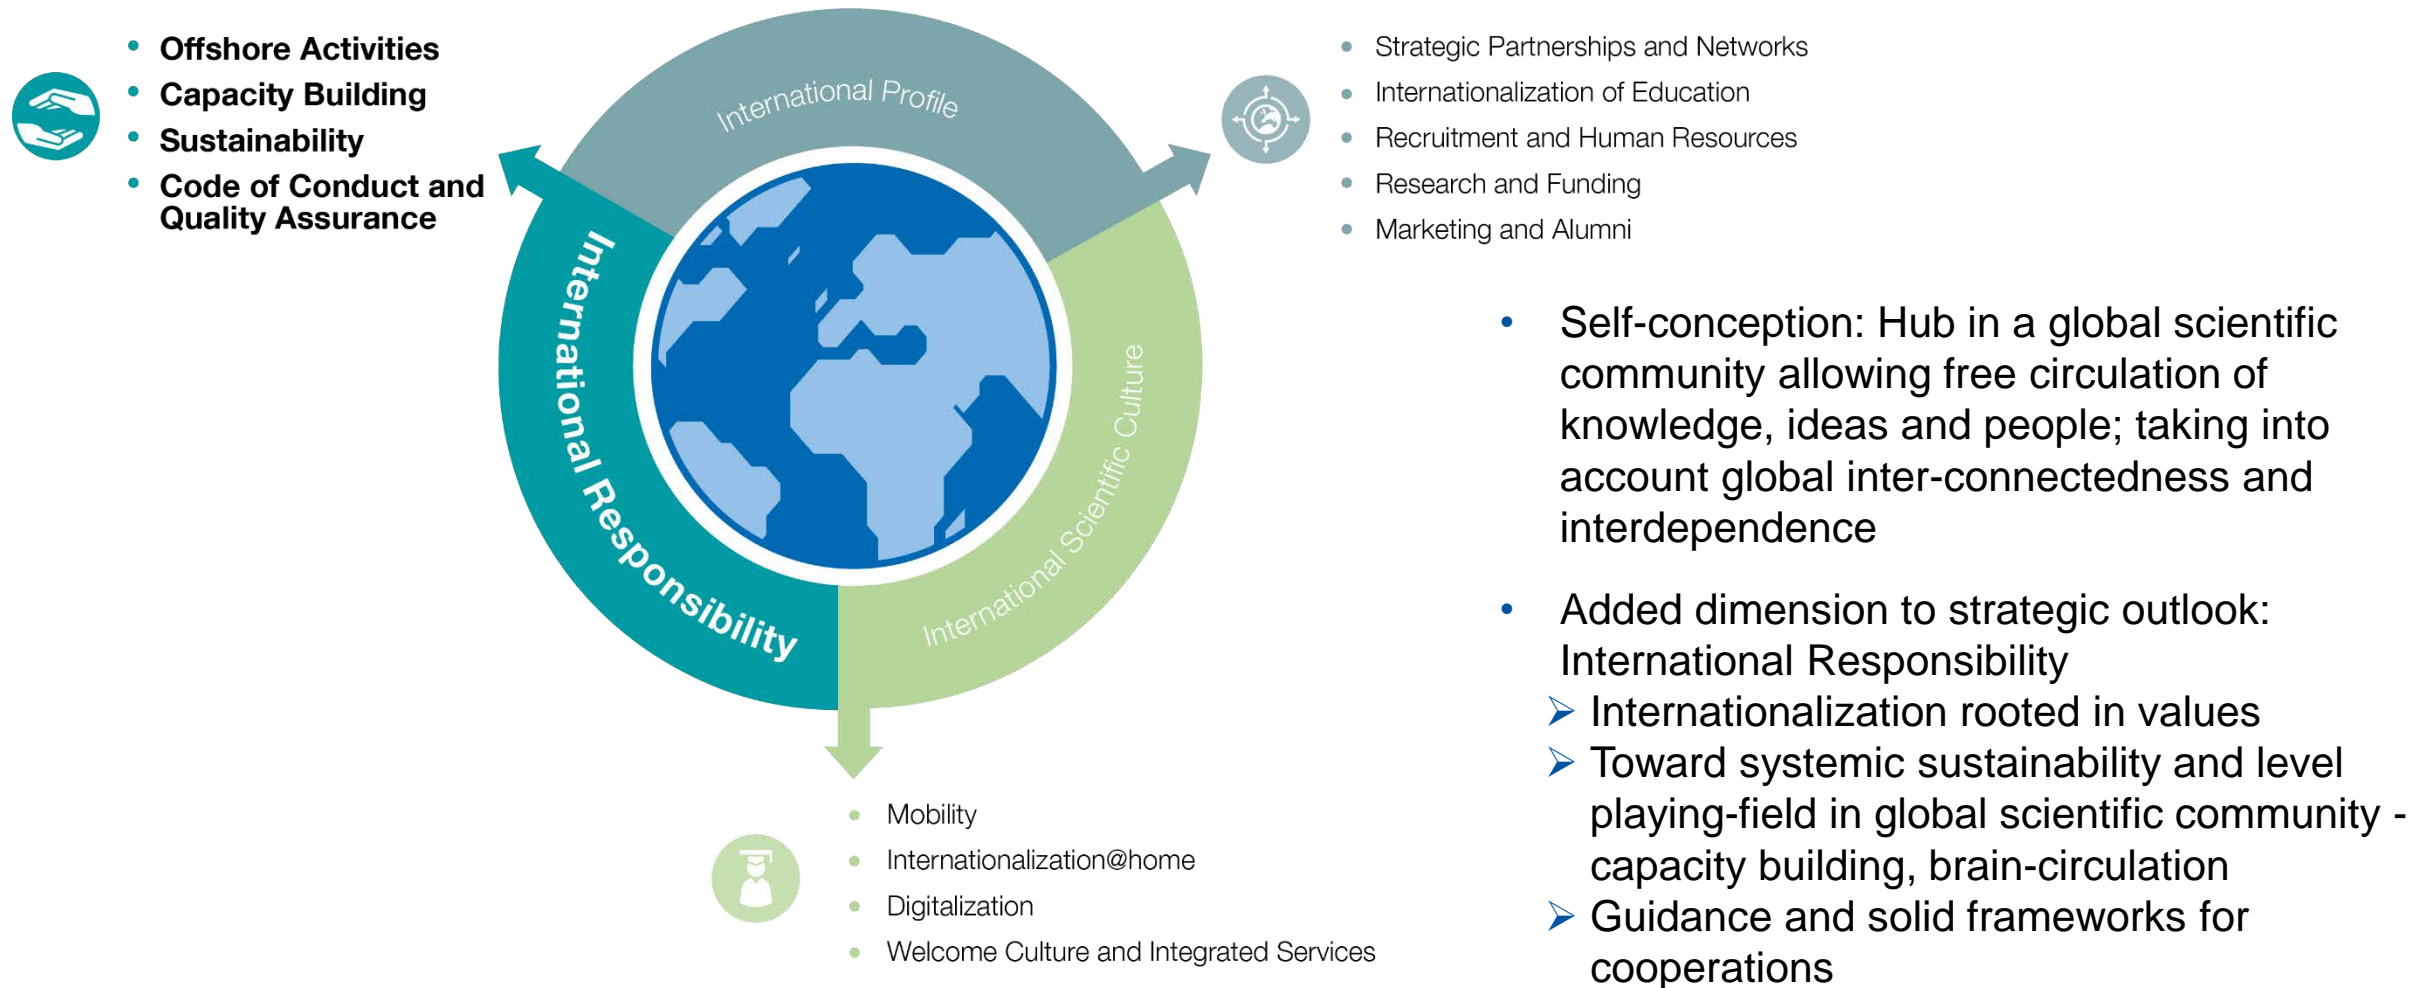 • Offshore Activities
• Capacity Building
• Sustainability
• Code of Conduct and
Quality Assurance
International Profile
• Strategic Partnerships and Networks
• Internationalization of Education
• Recruitment and Human Resources
• Research and Funding
• Marketing and Alumni
International Responsibility
International Scientific Culture
• Mobility
• Internationalization@home
• Digitalization
• Welcome Culture and Integrated Services
• Self-conception: Hub in a global scientific
community allowing free circulation of
knowledge, ideas and people; taking into
account global inter-connectedness and
interdependence
• Added dimension to strategic outlook:
International Responsibility
➢ Internationalization rooted in values
➢ Toward systemic sustainability and level
playing-field in global scientific community -
capacity building, brain-circulation
➢ Guidance and solid frameworks for
cooperations